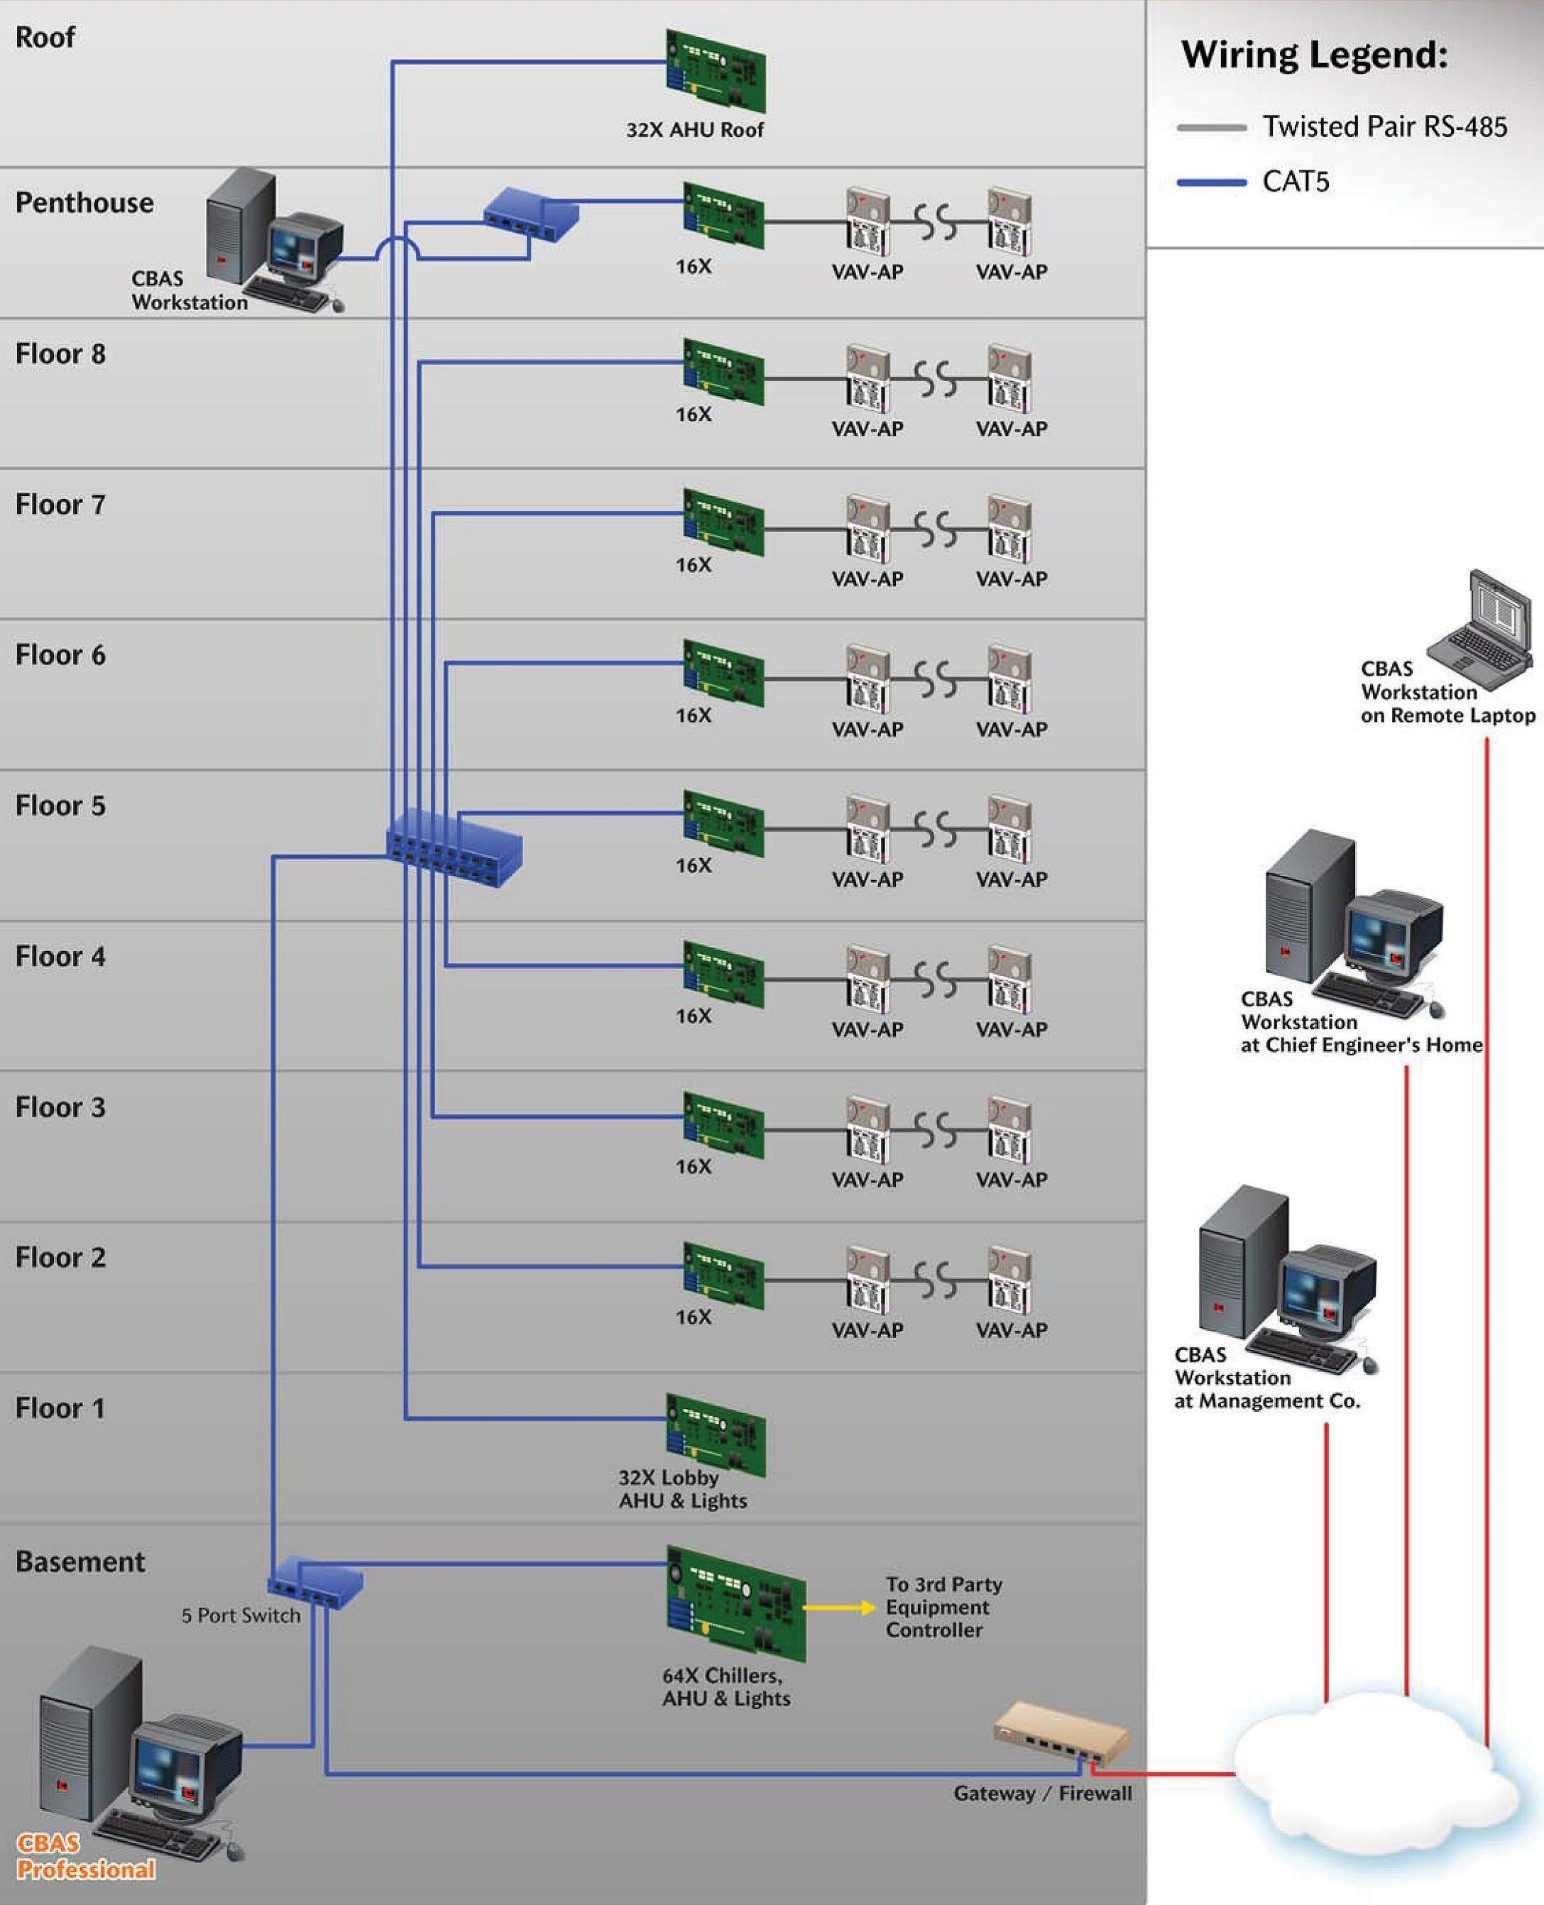 Roof
32X AHU Roof
Wiring Legend:
Twisted Pair RS-485
CAT5
Penthouse
CBAS
Workstation
16X
VAV-AP
VAV-AP
Floor 8
16X
VAV-AP
VAV-AP
Floor 7
16X
VAV-AP
VAV-AP
Floor 6
16X
VAV-AP
VAV-AP
CBAS
Workstation
on Remote Laptop
Floor 5
16X
VAV-AP
VAV-AP
Floor 4
16X
VAV-AP
VAV-AP
CBAS
Workstation
at Chief Engineer's Home
Floor 3
16X
VAV-AP
VAV-AP
Floor 2
16X
VAV-AP
VAV-AP
CBAS
Workstation
at Management Co.
Floor 1
32X Lobby
AHU & Lights
Basement
5 Port Switch
To 3rd Party
Equipment
Controller
64X Chillers,
AHU & Lights
Gateway / Firewall
CBAS
Professional